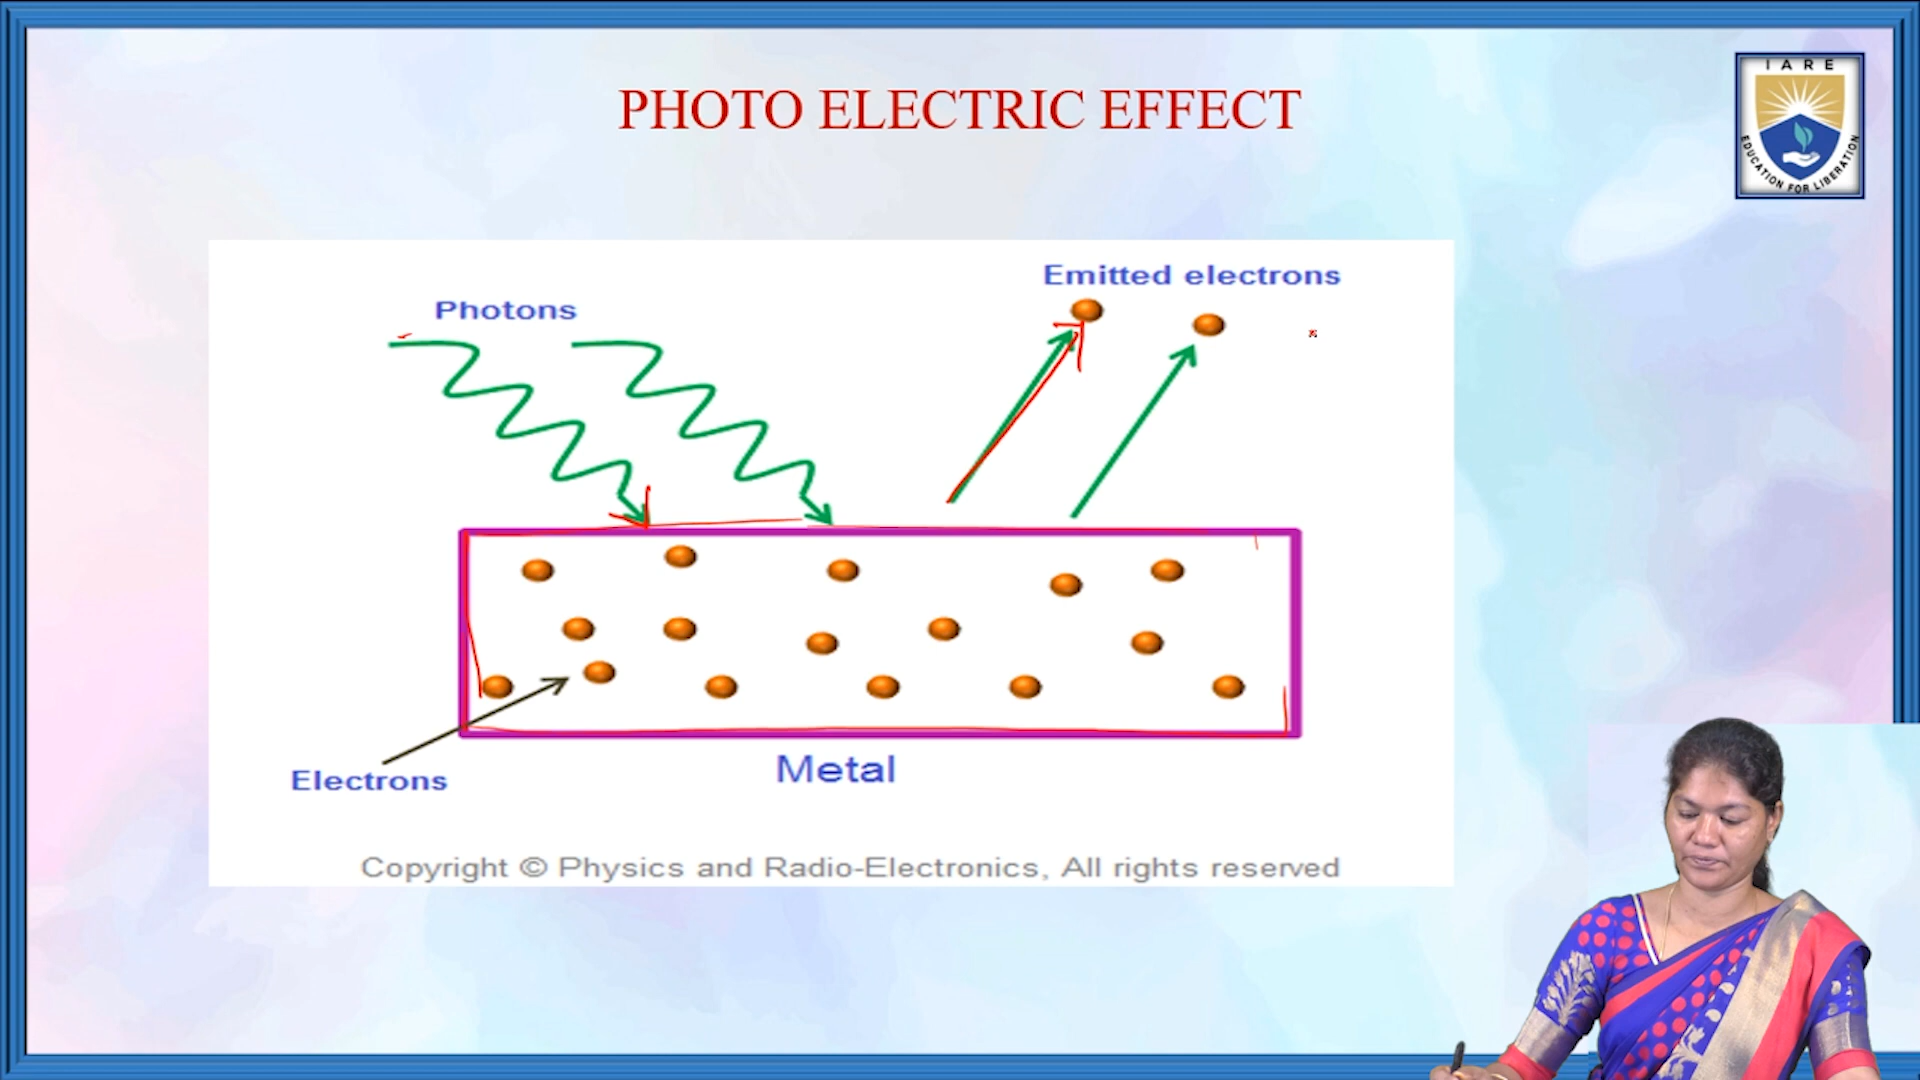 PHOTO ELECTRIC EFFECT
IARE
EDUCATION FOR LIBERATION
Emitted electrons
Photons
Metal
Electrons
Copyright © Physics and Radio-Electronics, All rights reserved